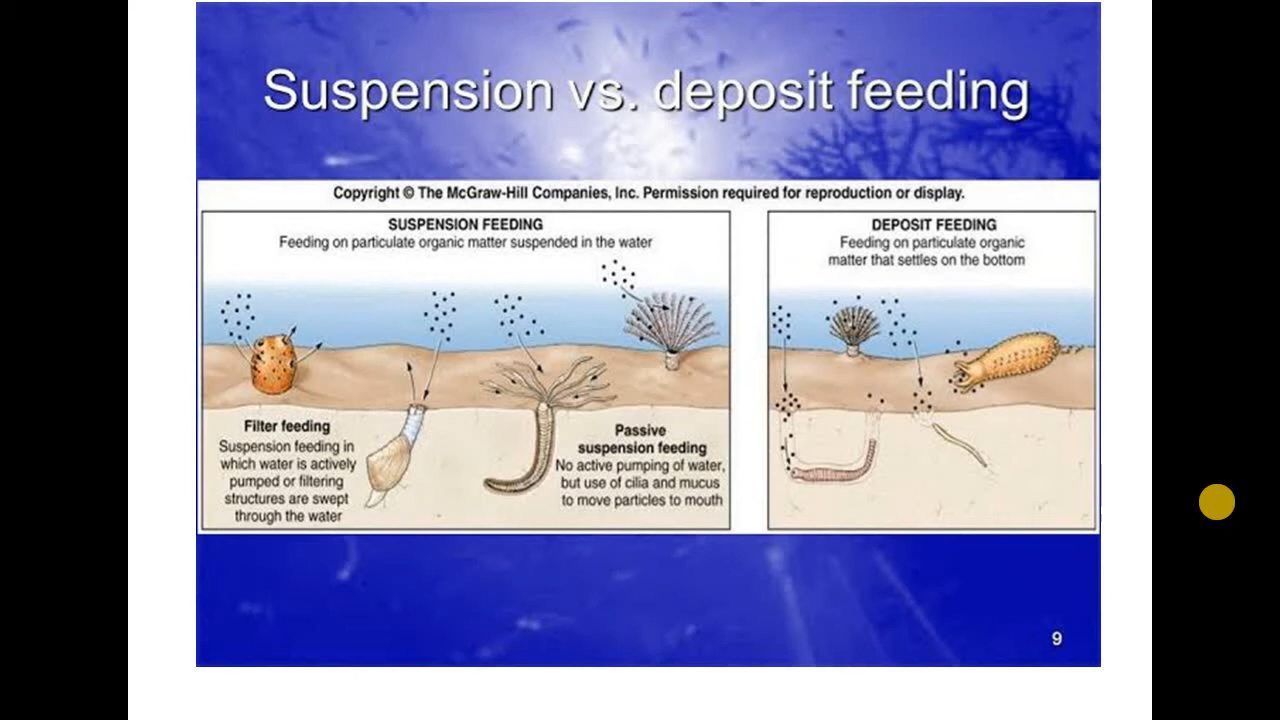 Suspension vs. deposit feeding
Copyright © The McGraw-Hill Companies, Inc. Permission required for reproduction or display.
SUSPENSION FEEDING
Feeding on particulate organic matter suspended in the water
Filter feeding
Suspension feeding in
which water is actively
pumped or filtering
structures are swept
through the water
Passive
suspension feeding
No active pumping of water,
but use of cilia and mucus
to move particles to mouth
DEPOSIT FEEDING
Feeding on particulate organic
matter that settles on the bottom
9